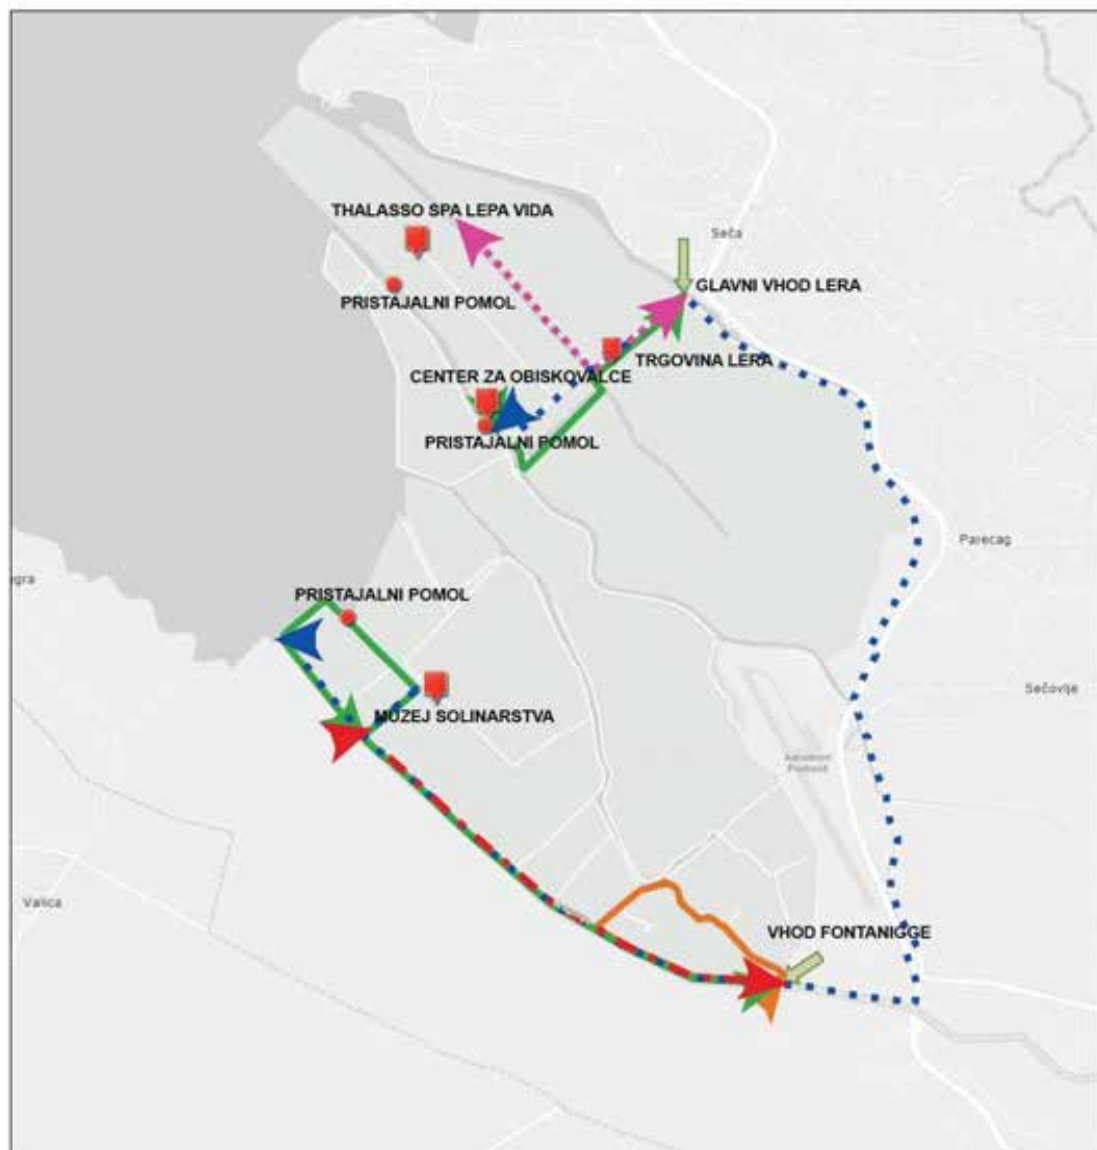 THALASSO SPA LEPA VIDA
Seča
GLAVNI VHOD LERA
PRISTAJALNI POMOL
TRGOVINA LERA
CENTER ZA OBISKOVALCE
PRISTAJALNI POMOL
Parecag
egra
PRISTAJALNI POMOL
Sečovlje
MUZEJ SOLINARSTVA
Valica
VHOD FONTANIGGE